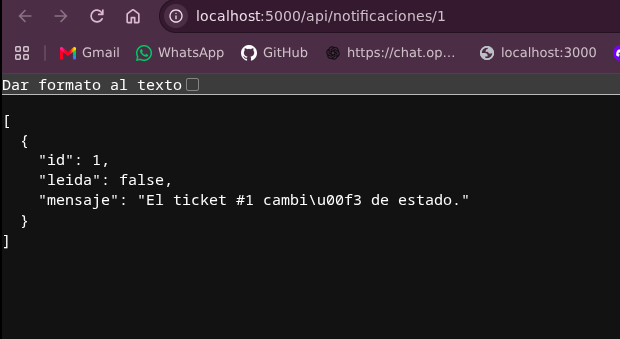 localhost:5000/api/notificaciones/1
Gmail
WhatsApp
GitHub
https://chat.op...
localhost:3000
Dar formato al texto
[
{
"id": 1,
"leida": false,
"mensaje": "El ticket #1 cambi\u00f3 de estado."
}
]